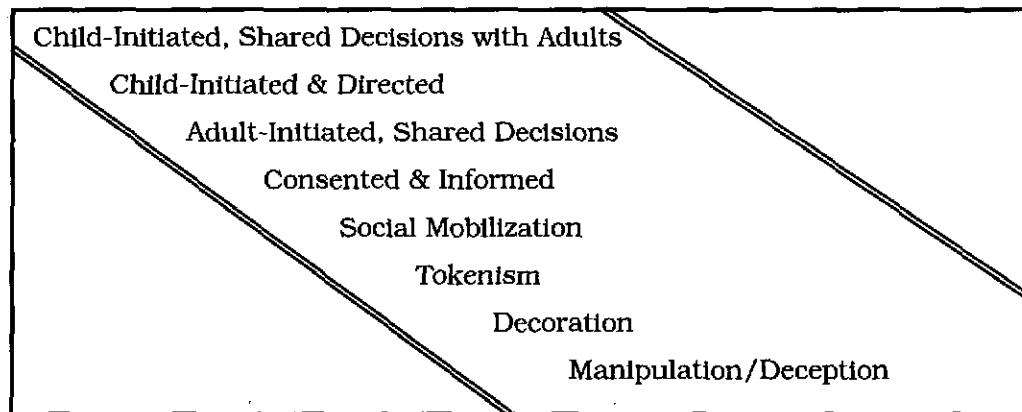 Child-Initiated, Shared Decisions with Adults
Child-Initiated & Directed
Adult-Initiated, Shared Decisions
Consented & Informed
Social Mobilization
Tokenism
Decoration
Manipulation/Deception